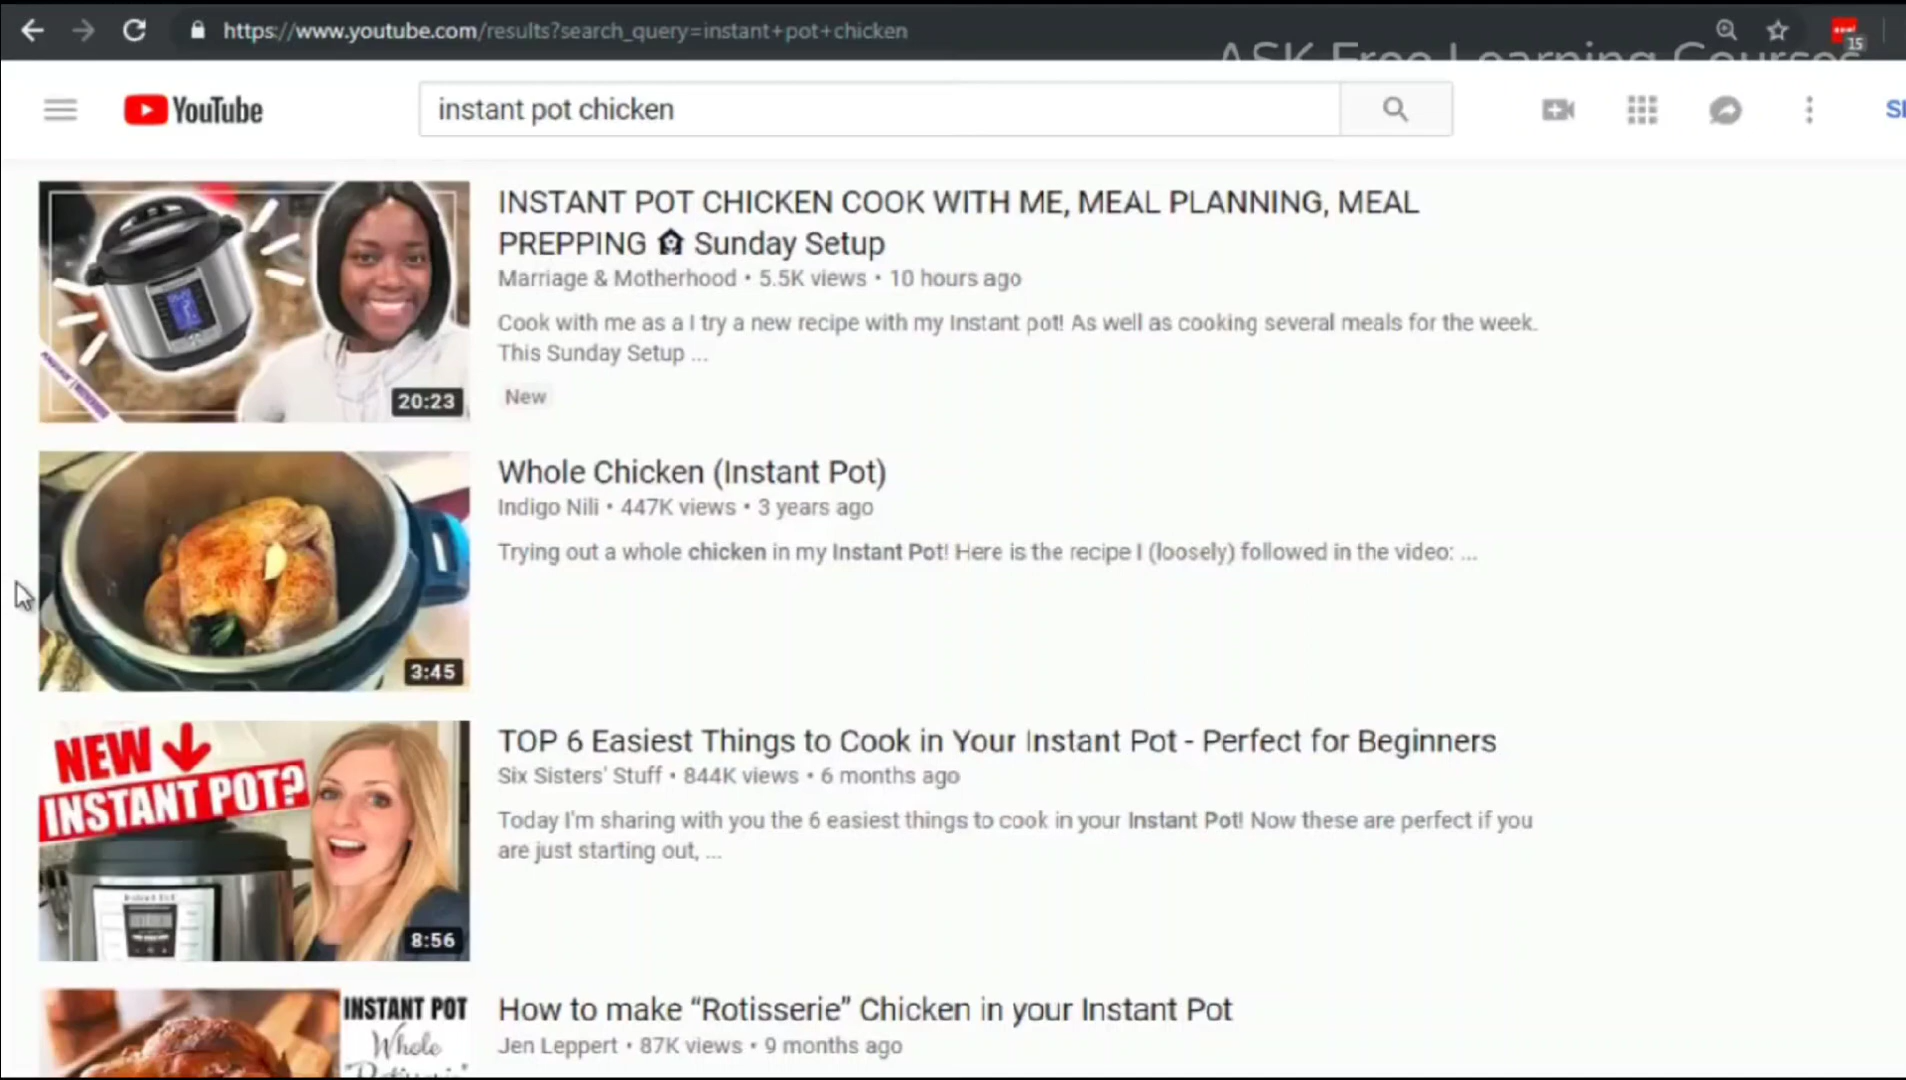 https://www.youtube.com/results?search_query=instant+pot+chicken
15
ASK Free Learning Courses
YouTube
instant pot chicken
INSTANT POT CHICKEN COOK WITH ME, MEAL PLANNING, MEAL
PREPPING Sunday Setup
Marriage & Motherhood • 5.5K views • 10 hours ago
Cook with me as a I try a new recipe with my Instant pot! As well as cooking several meals for the week.
This Sunday Setup ...
New
20:23
Whole Chicken (Instant Pot)
Indigo Nili • 447K views • 3 years ago
Trying out a whole chicken in my Instant Pot! Here is the recipe I (loosely) followed in the video: ...
3:45
NEW
INSTANT POT?
8:56
TOP 6 Easiest Things to Cook in Your Instant Pot - Perfect for Beginners
Six Sisters' Stuff • 844K views • 6 months ago
Today I'm sharing with you the 6 easiest things to cook in your Instant Pot! Now these are perfect if you
are just starting out, ...
INSTANT POT
Whole
How to make “Rotisserie” Chicken in your Instant Pot
Jen Leppert • 87K views • 9 months ago